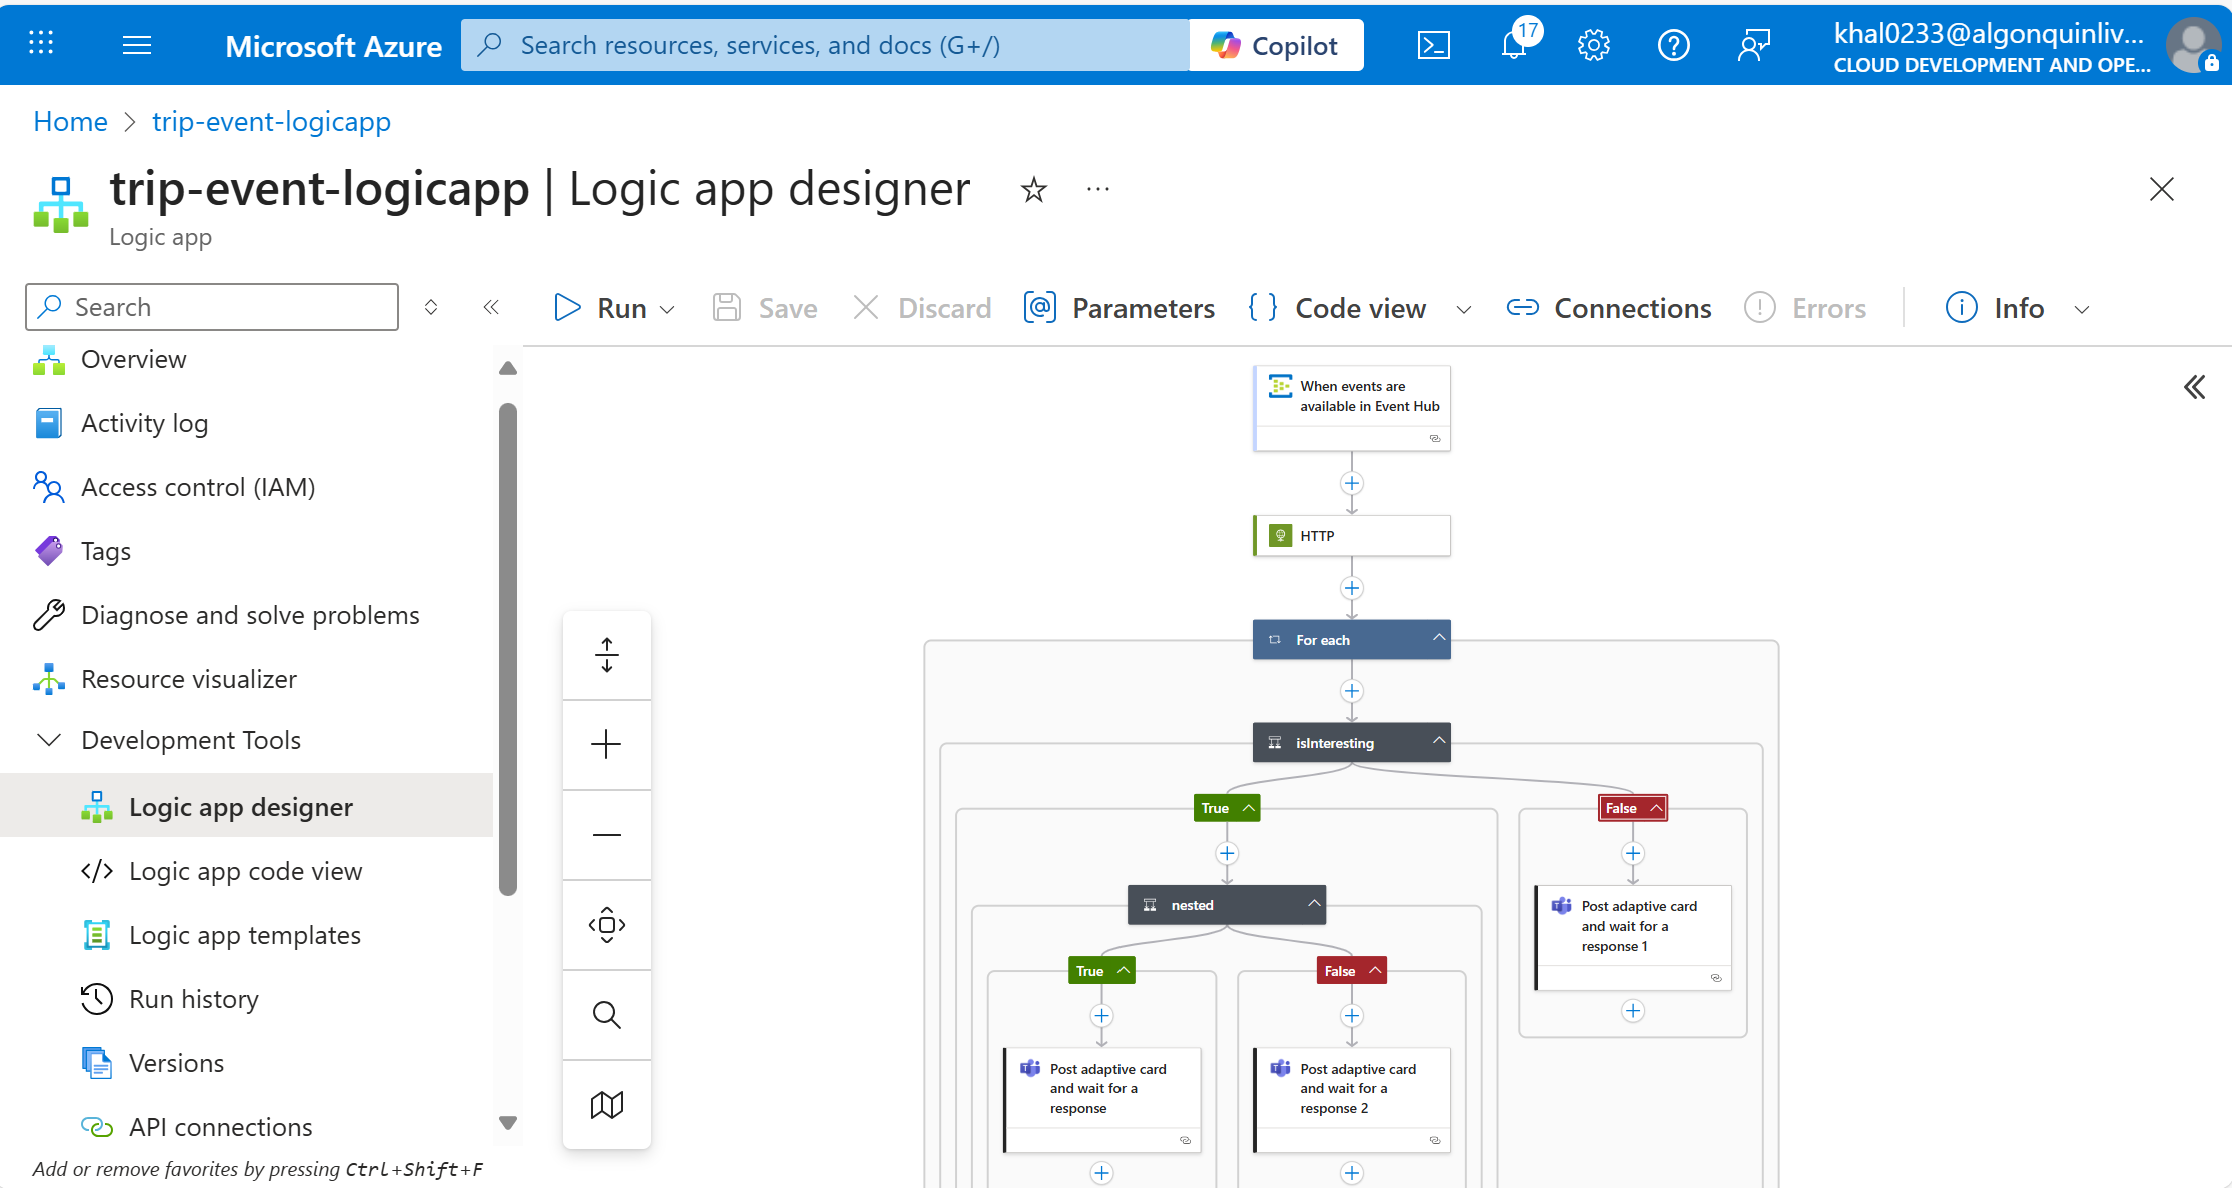 Microsoft Azure
Search resources, services, and docs (G+/)
Copilot
17
khal0233@algonquinliv...
CLOUD DEVELOPMENT AND OPE...
Home > trip-event-logicapp
trip-event-logicapp | Logic app designer
Logic app
Search
Run
Save
Discard
Parameters
Code view
Connections
Errors
Info
Overview
Activity log
Access control (IAM)
Tags
Diagnose and solve problems
Resource visualizer
Development Tools
Logic app designer
Logic app code view
Logic app templates
Run history
Versions
API connections
Add or remove favorites by pressing Ctrl+Shift+F
When events are
available in Event Hub
HTTP
For each
isInteresting
True
False
nested
Post adaptive card
and wait for a
response 1
True
False
Post adaptive card
and wait for a
response
Post adaptive card
and wait for a
response 2